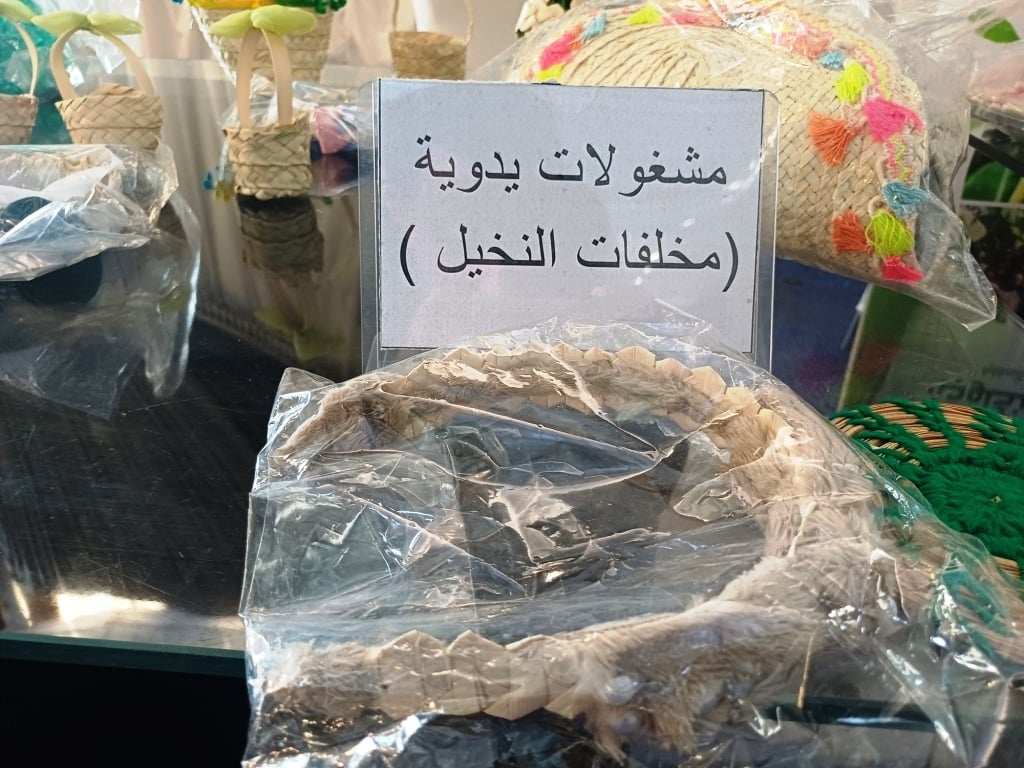 مشغولات يدوية
(مخلفات النخيل )